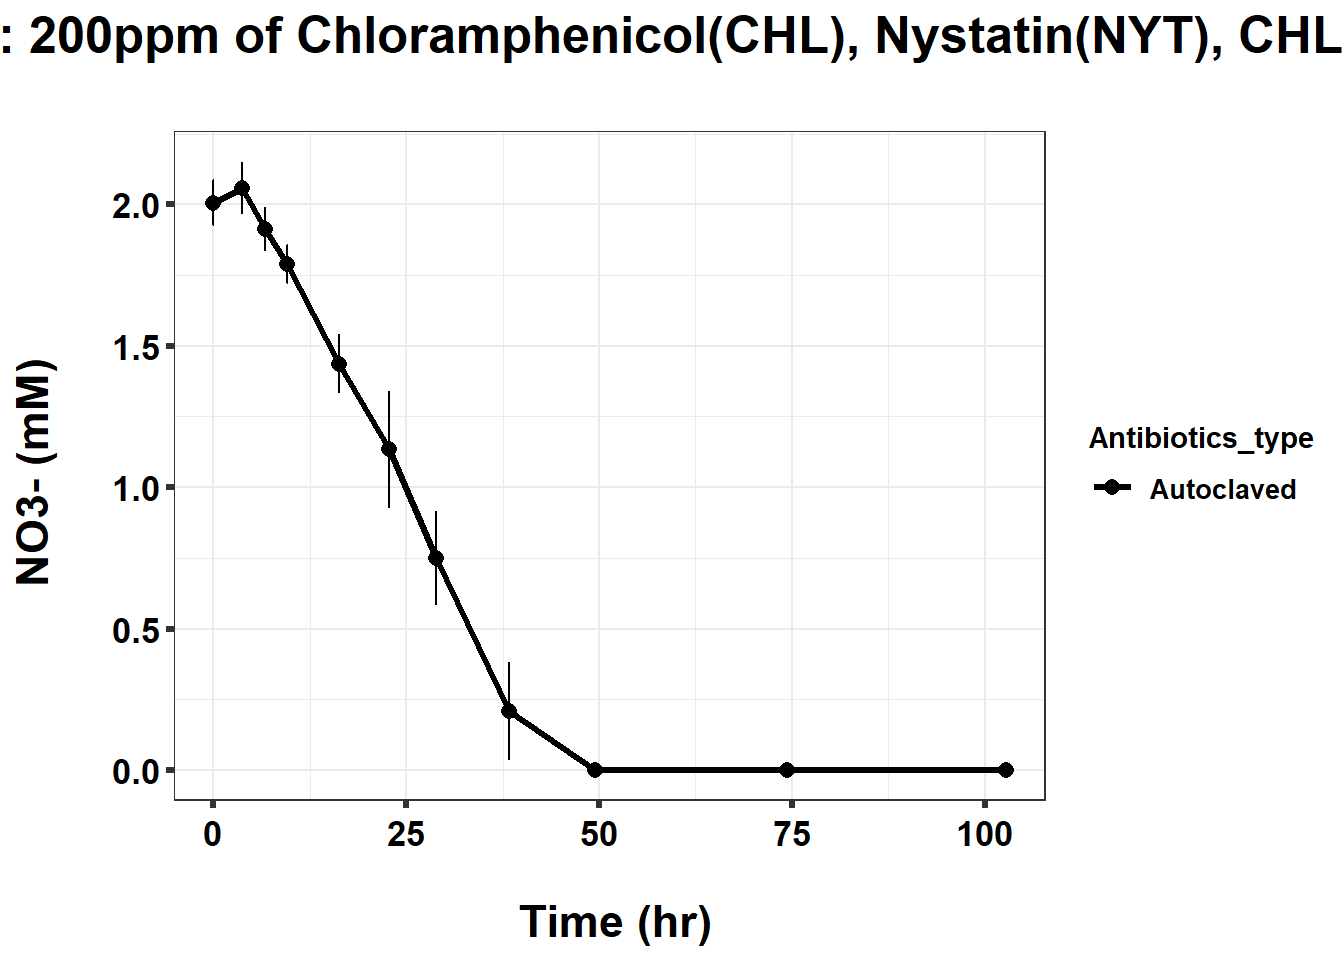 : 200ppm of Chloramphenicol(CHL), Nystatin(NYT), CHL
2.0
1.5
1.0
0.5
0.0
NO3- (mM)
0 25 50 75 100
Time (hr)
Antibiotics_type
Autoclaved